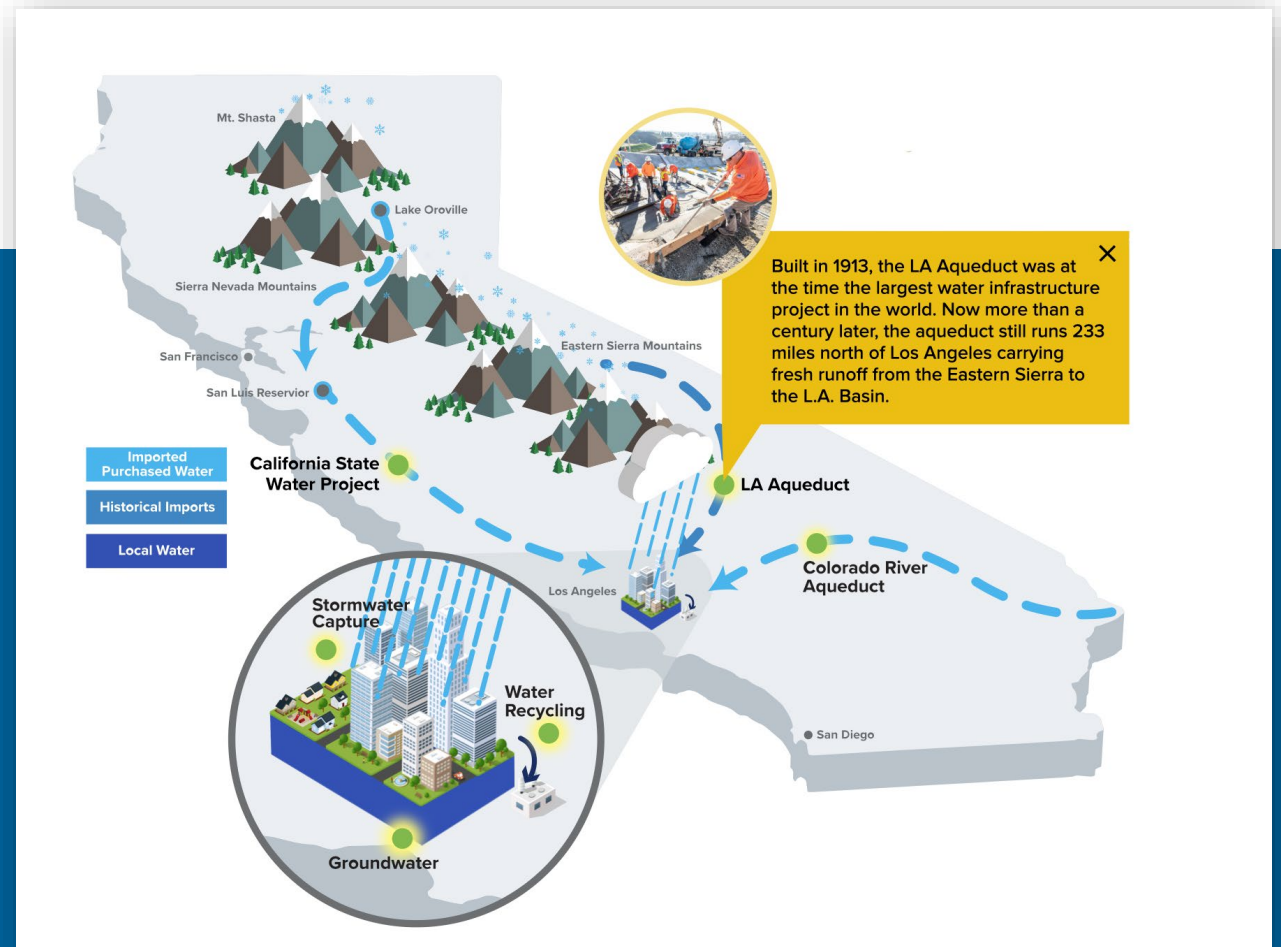 Mt. Shasta
Lake Oroville
Sierra Nevada Mountains
San Francisco
San Luis Reservior
Eastern Sierra Mountains
Built in 1913, the LA Aqueduct was at
the time the largest water infrastructure
project in the world. Now more than a
century later, the aqueduct still runs 233
miles north of Los Angeles carrying
fresh runoff from the Eastern Sierra to
the L.A. Basin.
Imported
Purchased Water
Historical Imports
Local Water
California State
Water Project
LA Aqueduct
Colorado River
Aqueduct
Los Angeles
Stormwater
Capture
Water
Recycling
Groundwater
San Diego